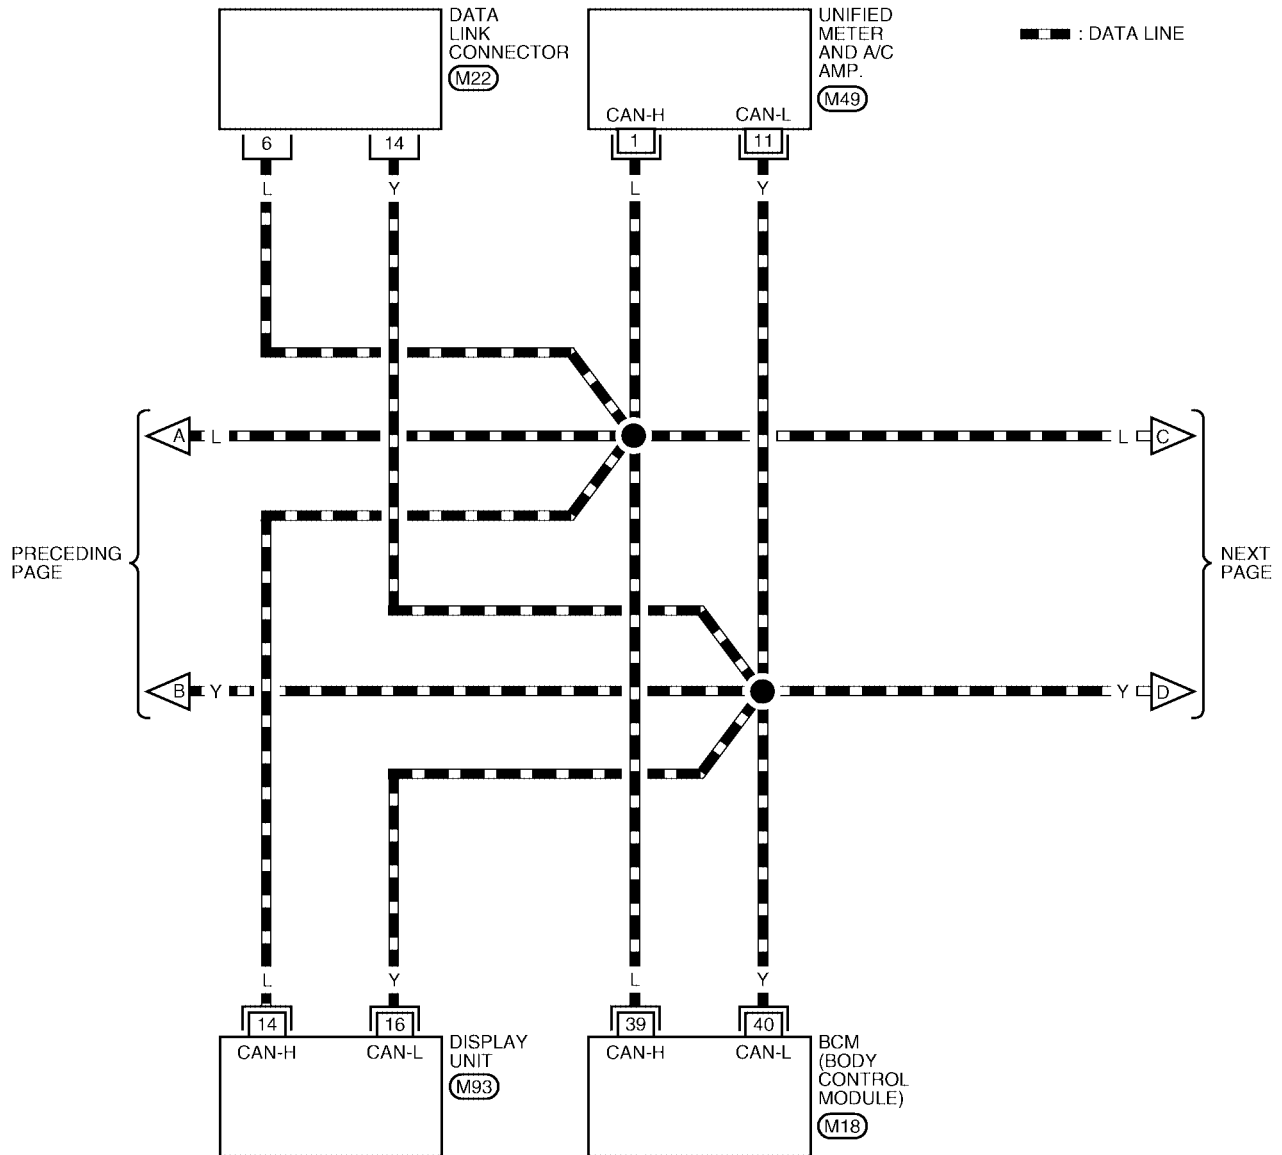 DATA
LINK
CONNECTOR
M22
UNIFIED
METER
AND A/C
AMP.
M49
: DATA LINE
CAN-H
CAN-L
6
14
1
11
L
Y
L
Y
A
L
L
C
PRECEDING
PAGE
NEXT
PAGE
B
Y
Y
D
L
Y
L
Y
14
16
39
40
CAN-H
CAN-L
DISPLAY
UNIT
M93
CAN-H
CAN-L
BCM
(BODY
CONTROL
MODULE)
M18